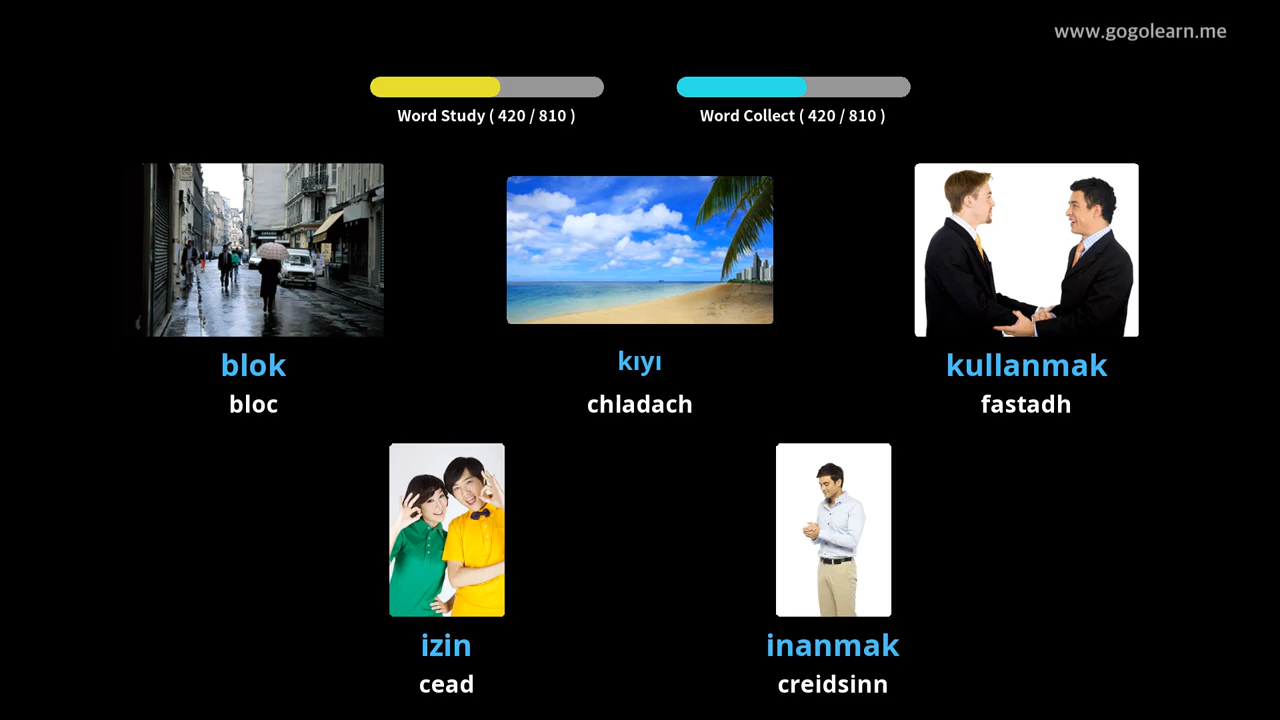 www.gogolearn.me
Word Study ( 420 / 810 )
Word Collect ( 420 / 810 )
blok
bloc
kıyı
chladach
kullanmak
fastadh
izin
cead
inanmak
creidsinn